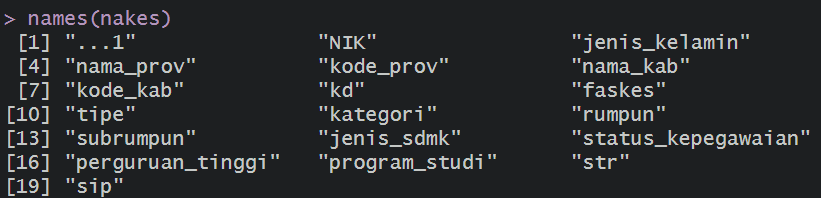 > names(nakes)
[1] "...1" "NIK" "jenis_kelamin"
[4] "nama_prov" "kode_prov" "nama_kab"
[7] "kode_kab" "kd" "faskes"
[10] "tipe" "kategori" "rumpun"
[13] "subrumpun" "jenis_sdmk" "status_kepegawaian"
[16] "perguruan_tinggi" "program_studi" "str"
[19] "sip"